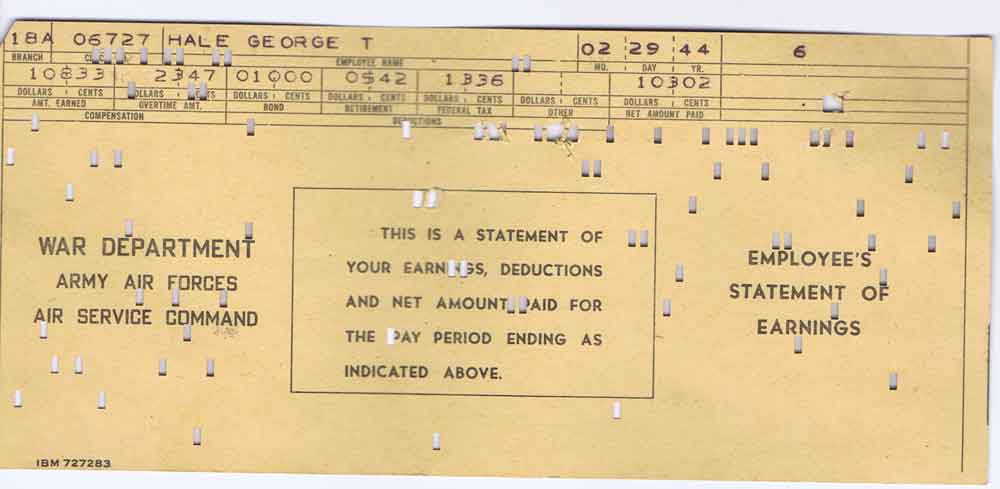 18A 06727 HALE GEORGE T 02 29 44 6
BRANCH EMPLOYEE NAME MO. DAY YR.
10833 2347 01000 0542 1336 10302
DOLLARS CENTS DOLLARS CENTS DOLLARS CENTS DOLLARS CENTS DOLLARS CENTS DOLLARS CENTS DOLLARS CENTS
AMT. EARNED OVERTIME AMT. BOND RETIREMENT FEDERAL TAX OTHER NET AMOUNT PAID
COMPENSATION DEDUCTIONS
WAR DEPARTMENT
ARMY AIR FORCES
AIR SERVICE COMMAND
THIS IS A STATEMENT OF
YOUR EARNINGS, DEDUCTIONS
AND NET AMOUNT PAID FOR
THE PAY PERIOD ENDING AS
INDICATED ABOVE.
EMPLOYEE'S
STATEMENT OF
EARNINGS
IBM 727283